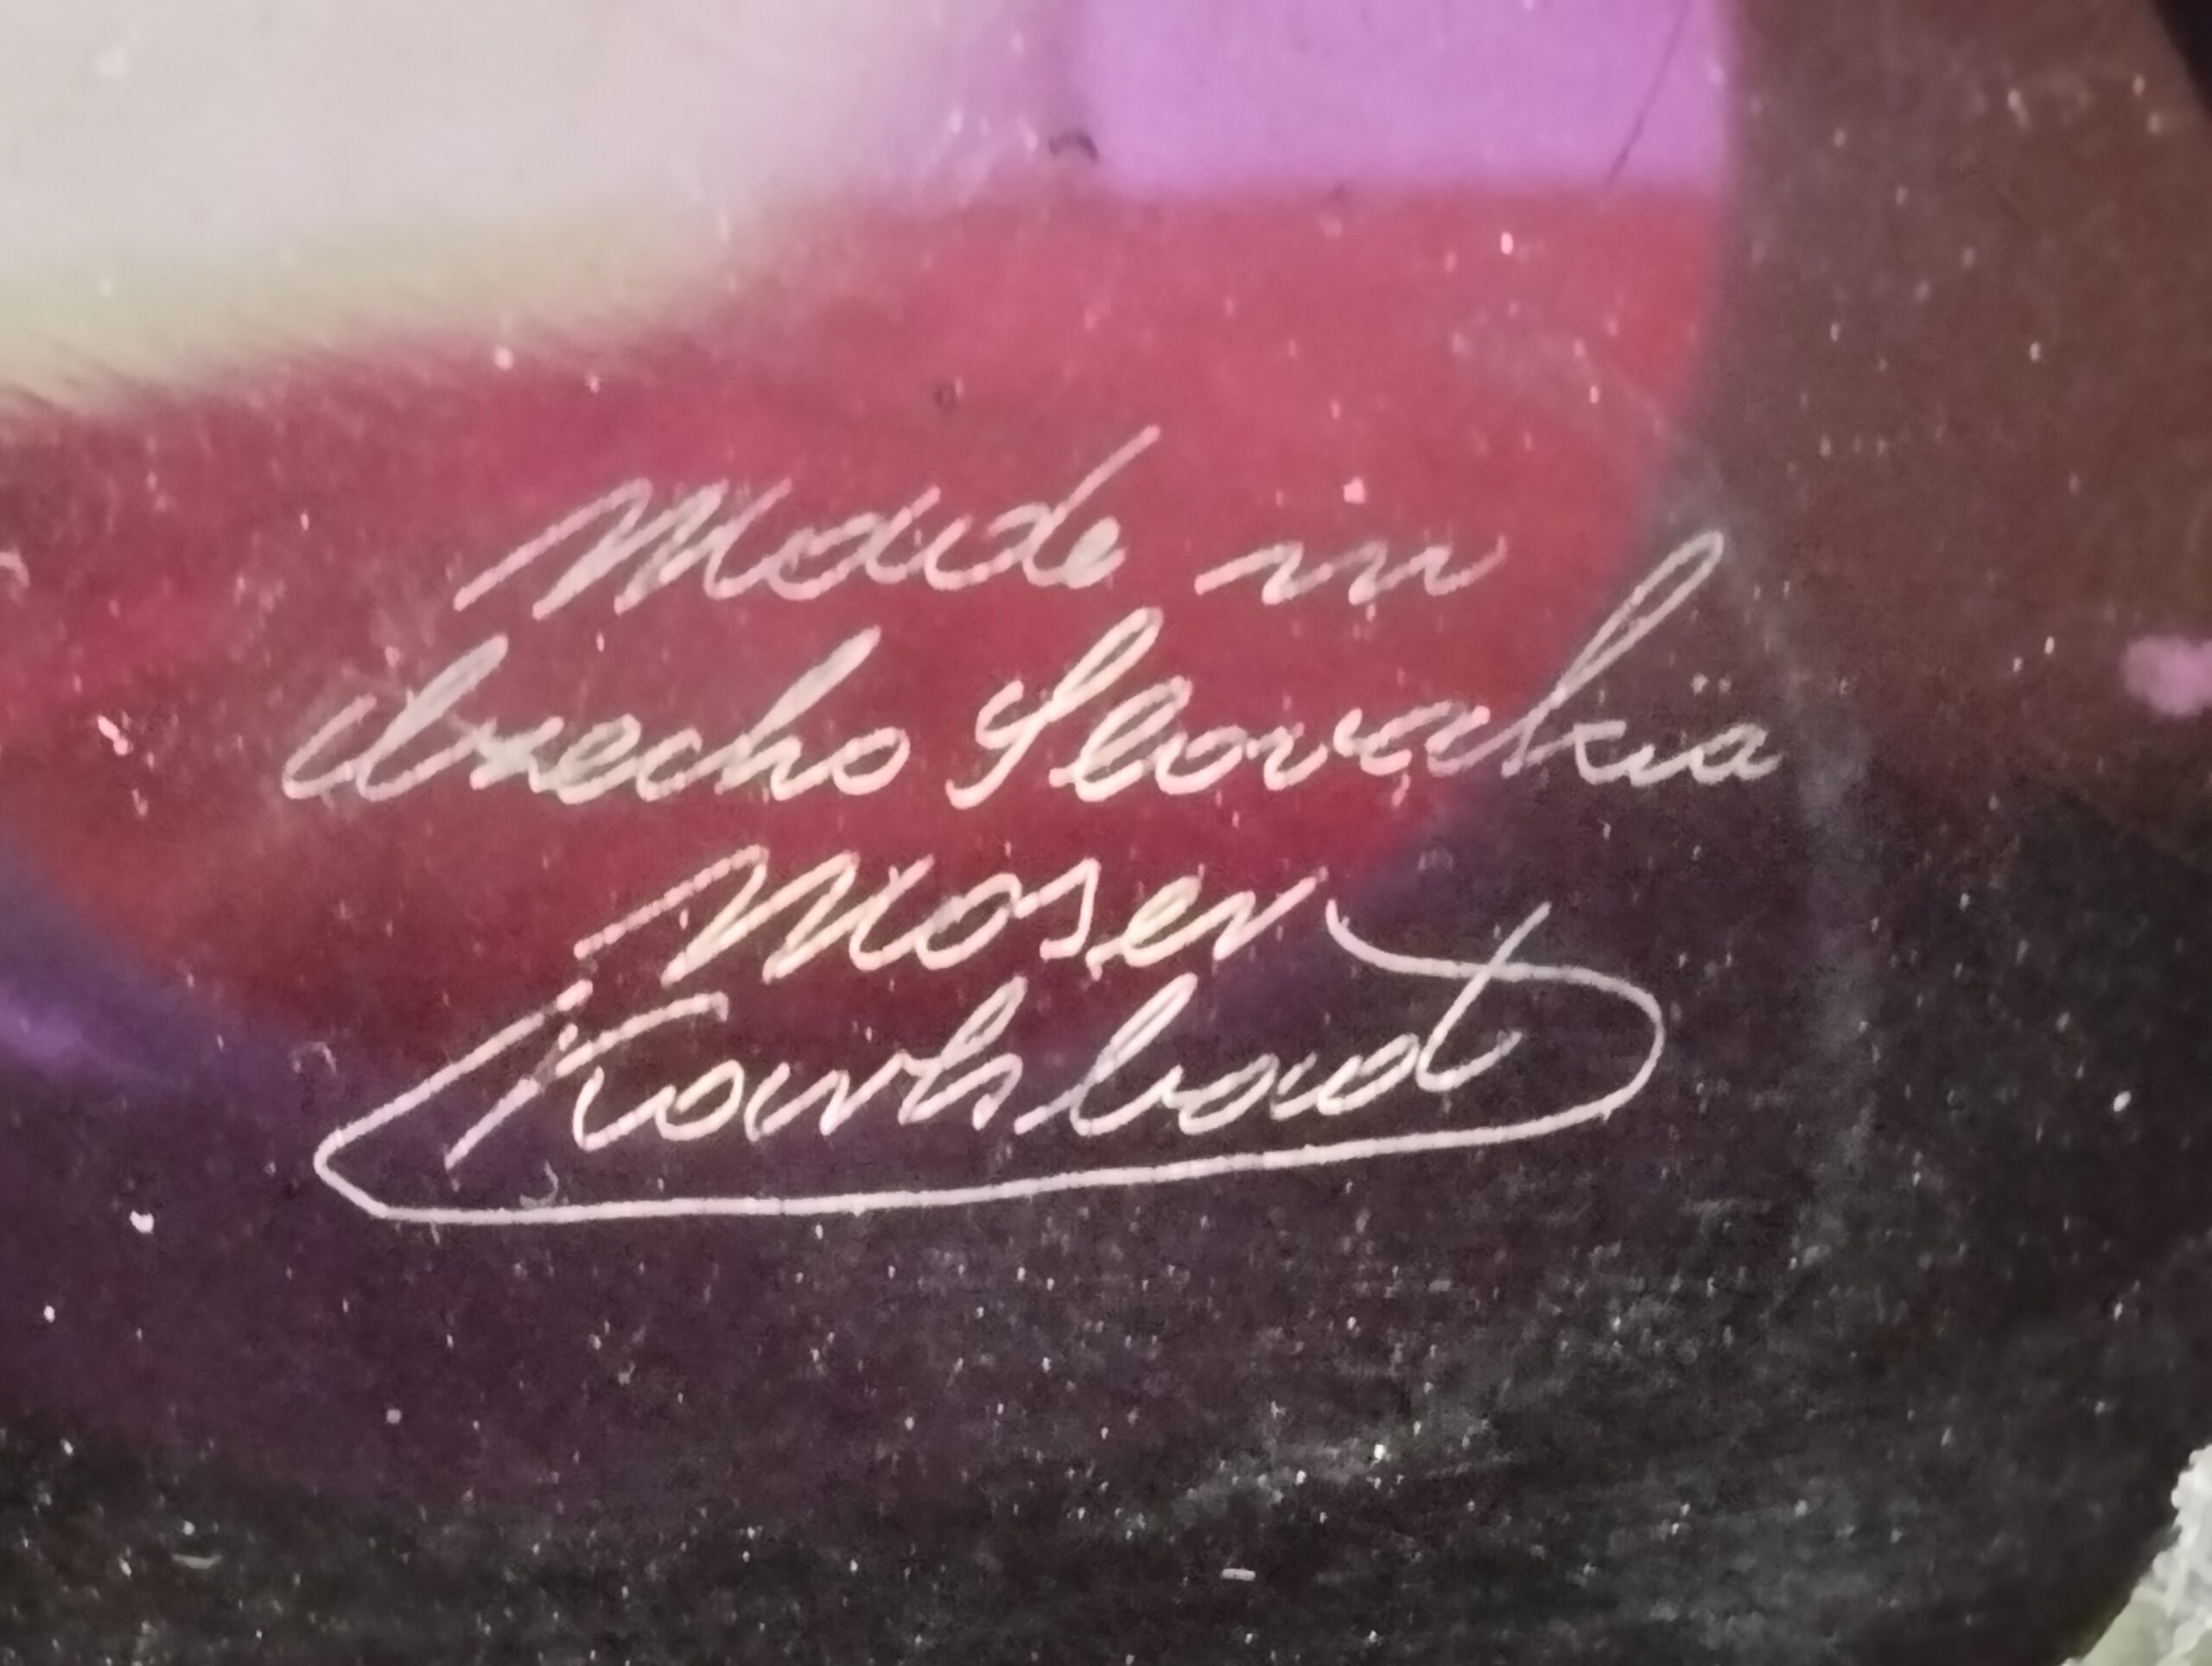 Made in
Czecho Slovakia
Moser
Karlsbad